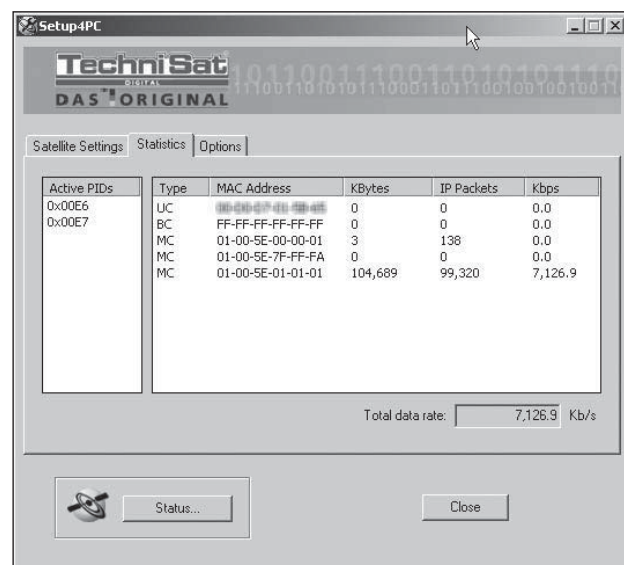 Setup4PC
TechniSat
DIGITAL
DAS ORIGINAL
Satellite Settings Statistics Options
Active PIDs
0x00E6
0x00E7
Type MAC Address KBytes IP Packets Kbps
UC 0 0 0.0
BC FF-FF-FF-FF-FF-FF 0 0 0.0
MC 01-00-5E-00-00-01 3 138 0.0
MC 01-00-5E-7F-FF-FA 0 0 0.0
MC 01-00-5E-01-01-01 104,689 99,320 7,126.9
Total data rate: 7,126.9 Kb/s
Status... Close